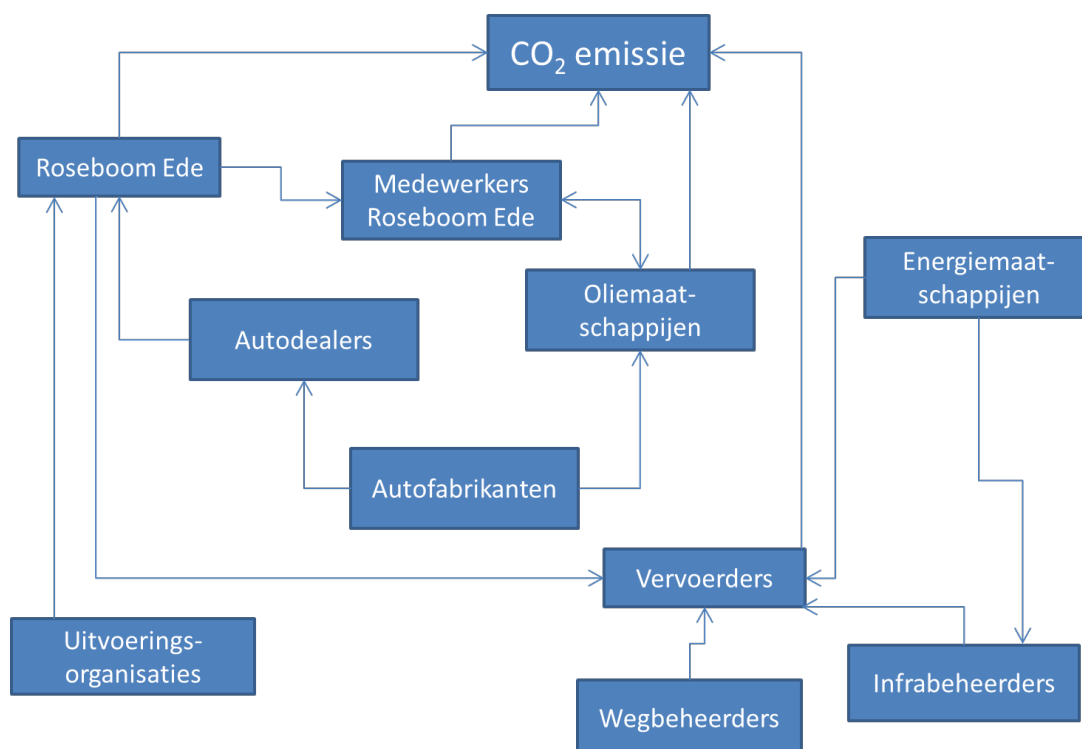 CO₂ emissie
Roseboom Ede
Medewerkers
Roseboom Ede
Energiemaat-
schappijen
Oliemaat-
schappijen
Autodealers
Autofabrikanten
Vervoerders
Uitvoerings-
organisaties
Infrabeheerders
Wegbeheerders